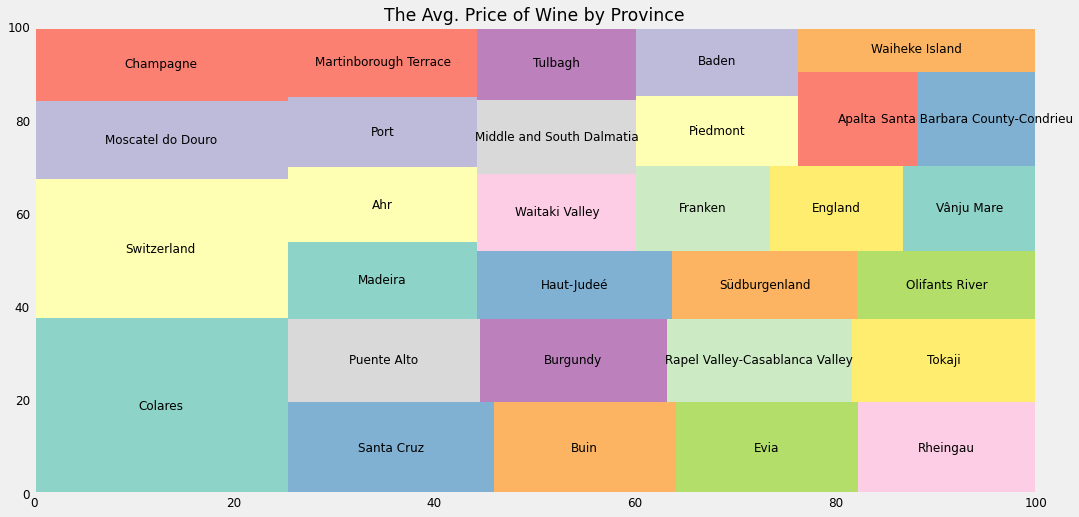 The Avg. Price of Wine by Province
100
80
60
40
20
0
Champagne
Martinborough Terrace
Tulbagh
Baden
Waiheke Island
Moscatel do Douro
Port
Middle and South Dalmatia
Piedmont
Apalta
Santa Barbara County-Condrieu
Switzerland
Ahr
Waitaki Valley
Franken
England
Vânju Mare
Madeira
Haut-Judeé
Südburgenland
Olifants River
Colares
Puente Alto
Burgundy
Rapel Valley-Casablanca Valley
Tokaji
Santa Cruz
Buin
Evia
Rheingau
0
20
40
60
80
100